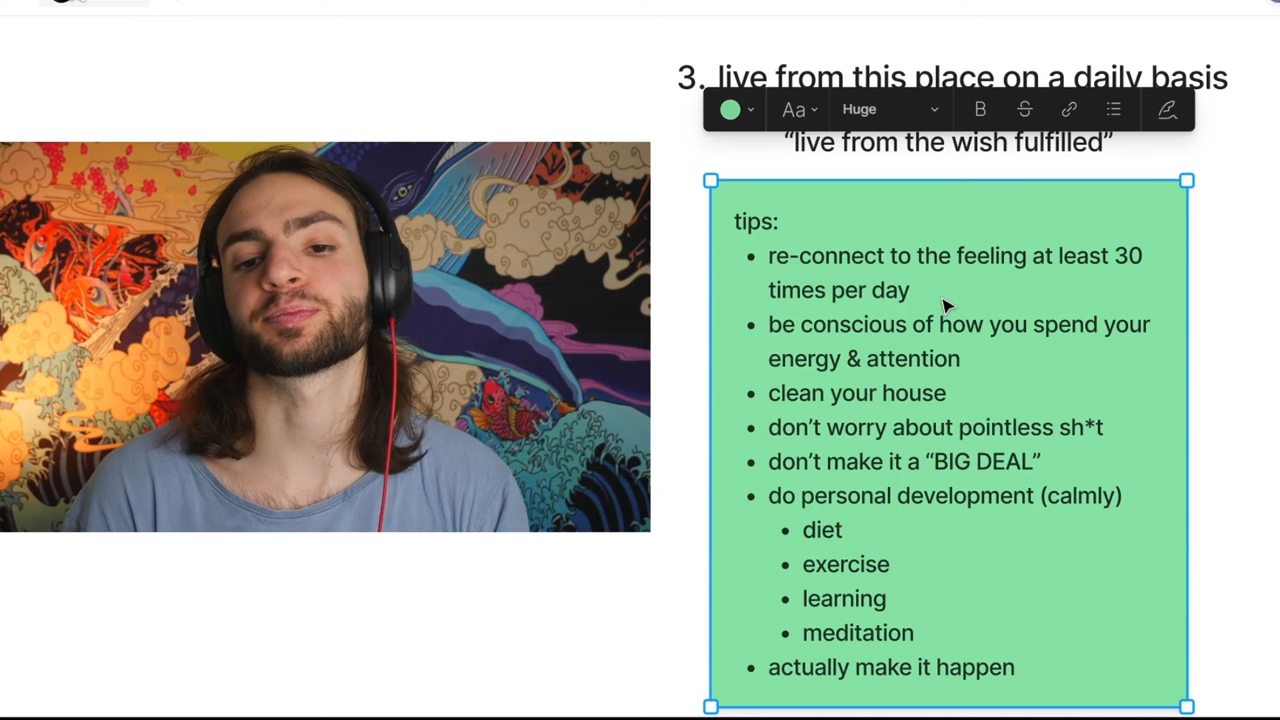 3. live from this place on a daily basis
Aa
Huge
B
S
“live from the wish fulfilled”
tips:
• re-connect to the feeling at least 30
times per day
• be conscious of how you spend your
energy & attention
• clean your house
• don’t worry about pointless sh*t
• don’t make it a “BIG DEAL”
• do personal development (calmly)
• diet
• exercise
• learning
• meditation
• actually make it happen